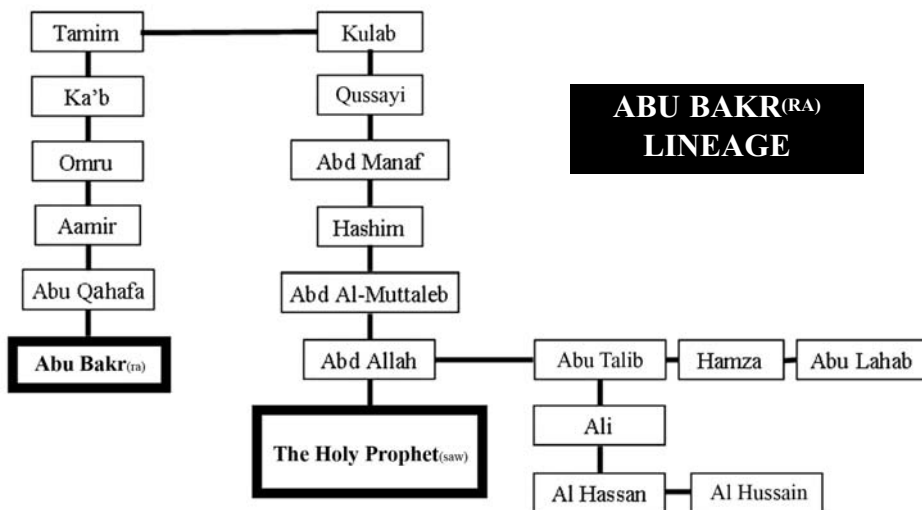 Tamim
Kulab
Ka'b
Qussayi
ABU BAKR(RA)
LINEAGE
Omru
Abd Manaf
Aamir
Hashim
Abu Qahafa
Abd Al-Muttaleb
Abu Bakr(ra)
Abd Allah
Abu Talib
Hamza
Abu Lahab
Ali
The Holy Prophet(saw)
Al Hassan
Al Hussain